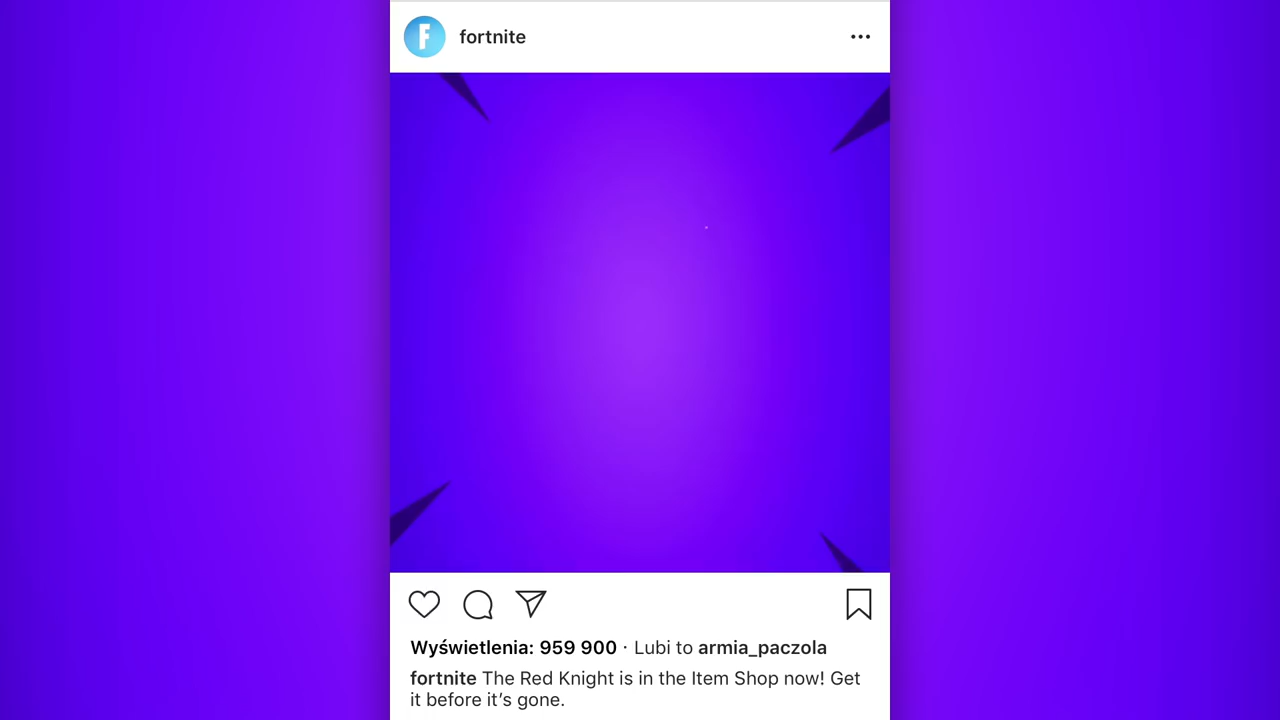 F fortnite
Wyświetlenia: 959 900 · Lubi to armia_paczola
fortnite The Red Knight is in the Item Shop now! Get
it before it’s gone.